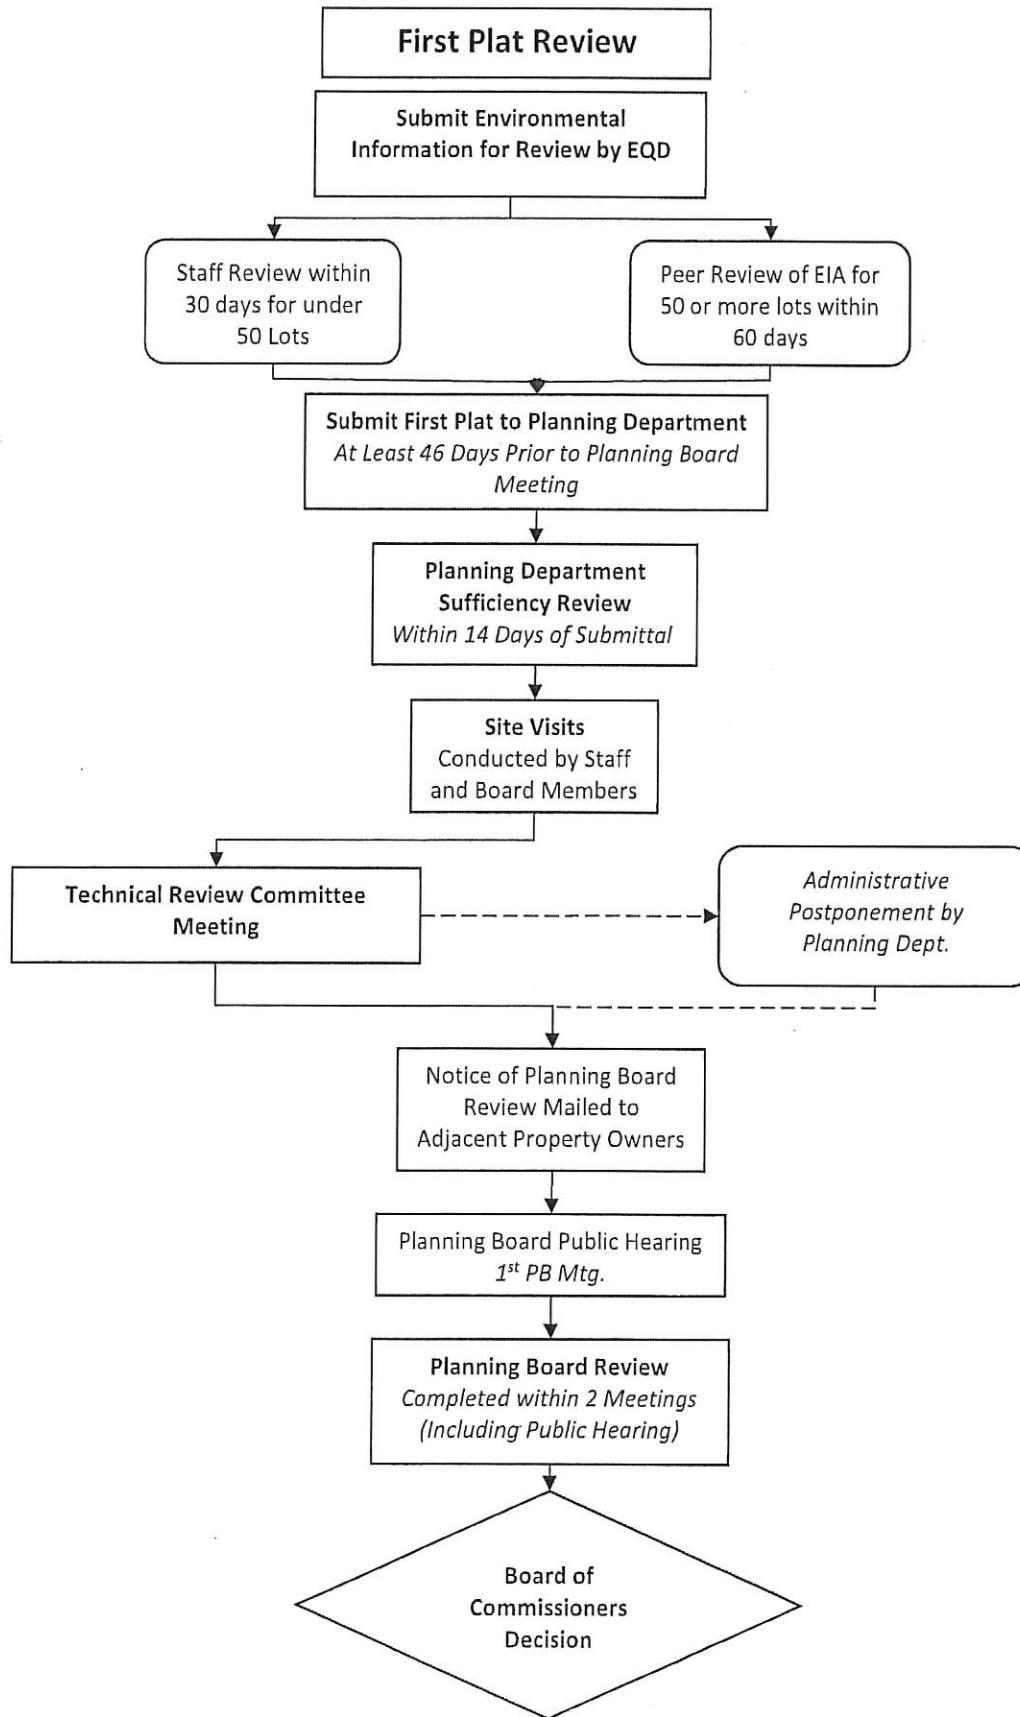 First Plat Review
Submit Environmental
Information for Review by EQD
Staff Review within
30 days for under
50 Lots
Peer Review of EIA for
50 or more lots within
60 days
Submit First Plat to Planning Department
At Least 46 Days Prior to Planning Board
Meeting
Planning Department
Sufficiency Review
Within 14 Days of Submittal
Site Visits
Conducted by Staff
and Board Members
Technical Review Committee
Meeting
Administrative
Postponement by
Planning Dept.
Notice of Planning Board
Review Mailed to
Adjacent Property Owners
Planning Board Public Hearing
1st PB Mtg.
Planning Board Review
Completed within 2 Meetings
(Including Public Hearing)
Board of
Commissioners
Decision